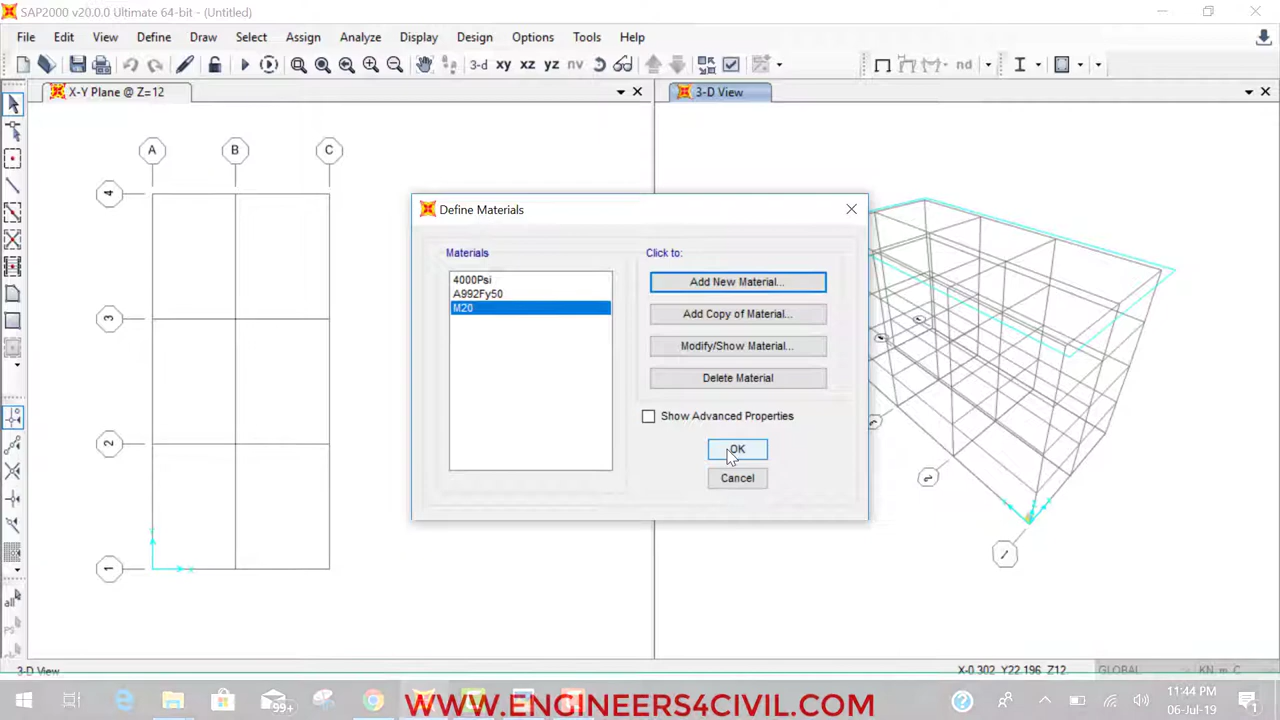 SAP2000 v20.0.0 Ultimate 64-bit - (Untitled)
File Edit View Define Draw Select Assign Analyze Display Design Options Tools Help
3-d xy xz yz nv nd
X-Y Plane @ Z=12
3-D View
A B C
4
3
2
1
Define Materials
Materials
Click to:
4000Psi
A992Fy50
M20
Add New Material...
Add Copy of Material...
Modify/Show Material...
Delete Material
Show Advanced Properties
OK
Cancel
all
3-D View
X-0.302 Y22.196 Z12.
GLOBAL
KN, m, C
99+
WWW.ENGINEERS4CIVIL.COM
11:44 PM
06-Jul-19
1